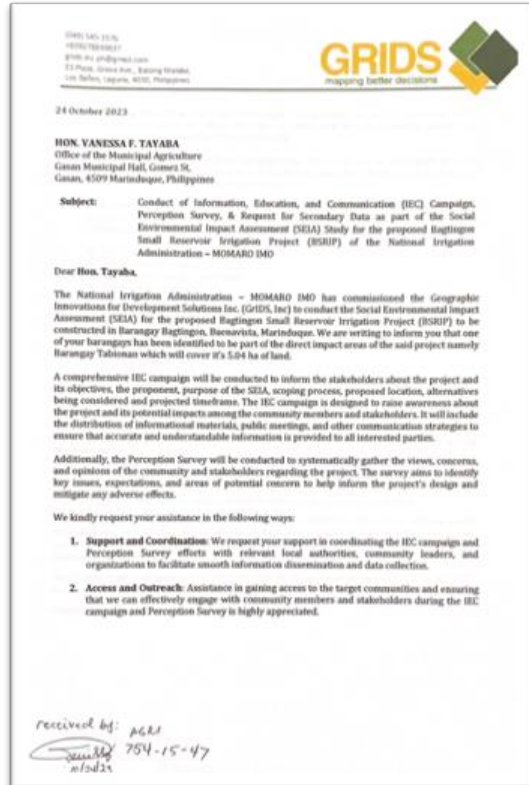 (049) 545-1576
GRIDS
mapping better decisions
24 October 2023
HON. VANESSA F. TAYABA
Office of the Municipal Agriculture
Gasan Municipal Hall, Gomez St,
Gasan, 4509 Marinduque, Philippines
Subject: Conduct of Information, Education, and Communication (IEC) Campaign,
Perception Survey, & Request for Secondary Data as part of the Social
Environmental Impact Assessment (SEIA) Study for the proposed Bagtingon
Small Reservoir Irrigation Project (BSRIP) of the National Irrigation
Administration – MOMARO IMO
Dear Hon. Tayaba,
The National Irrigation Administration – MOMARO IMO has commissioned the Geographic
Innovations for Development Solutions Inc. (GrIDS, Inc) to conduct the Social Environmental Impact
Assessment (SEIA) for the proposed Bagtingon Small Reservoir Irrigation Project (BSRIP) to be
constructed in Barangay Bagtingon, Buenavista, Marinduque. We are writing to inform you that one
of your barangays has been identified to be part of the direct impact areas of the said project namely
Barangay Tabionan which will cover it's 5.04 ha of land.
A comprehensive IEC campaign will be conducted to inform the stakeholders about the project and
its objectives, the proponent, purpose of the SEIA, scoping process, proposed location, alternatives
being considered and projected timeframe. The IEC campaign is designed to raise awareness about
the project and its potential impacts among the community members and stakeholders. It will include
the distribution of informational materials, public meetings, and other communication strategies to
ensure that accurate and understandable information is provided to all interested parties.
Additionally, the Perception Survey will be conducted to systematically gather the views, concerns,
and opinions of the community and stakeholders regarding the project. The survey aims to identify
key issues, expectations, and areas of potential concern to help inform the project's design and
mitigate any adverse effects.
We kindly request your assistance in the following ways:
1. Support and Coordination: We request your support in coordinating the IEC campaign and
Perception Survey efforts with relevant local authorities, community leaders, and
organizations to facilitate smooth information dissemination and data collection.
2. Access and Outreach: Assistance in gaining access to the target communities and ensuring
that we can effectively engage with community members and stakeholders during the IEC
campaign and Perception Survey is highly appreciated.
received by: AGRI
754-15-47